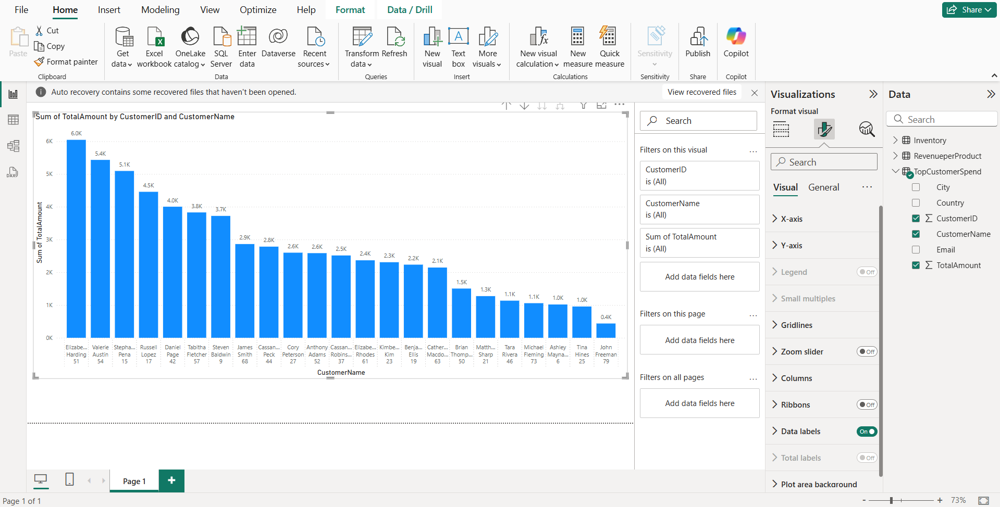 File Home Insert Modeling View Optimize Help Format Data / Drill Share
Paste
Cut
Copy
Format painter
Clipboard
Get data
Excel workbook
OneLake catalog
SQL Server
Enter data
Dataverse
Recent sources
Data
Transform data
Refresh
Queries
New visual
Text box
More visuals
Insert
New visual calculation
New measure
Quick measure
Calculations
Sensitivity
Sensitivity
Publish
Share
Copilot
Copilot
Auto recovery contains some recovered files that haven't been opened.
View recovered files
Sum of TotalAmount by CustomerID and CustomerName
Sum of TotalAmount
6K
5K
4K
3K
2K
1K
0K
6.0K 5.4K 5.1K 4.5K 4.0K 3.8K 3.7K 2.9K 2.8K 2.6K 2.6K 2.5K 2.4K 2.3K 2.2K 2.1K 1.5K 1.3K 1.1K 1.1K 1.0K 1.0K 0.4K
Elizabe... Valerie Stepha... Russell Daniel Tabitha Steven James Cassan... Cory Anthony Cassan... Elizabe... Kimbe... Benja... Cather... Brian Matth... Tara Michael Ashley Tina John
Harding Austin Pena Lopez Page Fletcher Baldwin Smith Peck Peterson Adams Robins... Rhodes Kim Ellis Macdo... Thomp... Sharp Rivera Fleming Mayna... Hines Freeman
51 54 15 17 42 57 9 68 44 27 52 37 61 23 19 63 50 21 46 73 6 25 79
CustomerName
Search
Filters on this visual ...
CustomerID
is (All)
CustomerName
is (All)
Sum of TotalAmount
is (All)
Add data fields here
Filters on this page ...
Add data fields here
Filters on all pages ...
Add data fields here
Visualizations
Format visual
Search
Visual General ...
X-axis
Y-axis
Legend Off
Small multiples
Gridlines
Zoom slider Off
Columns
Ribbons Off
Data labels On
Total labels Off
Plot area background
Data
Search
Inventory
RevenueperProduct
TopCustomerSpend
City
Country
CustomerID
CustomerName
Email
TotalAmount
DAX
Page 1 +
Page 1 of 1
- + 73%